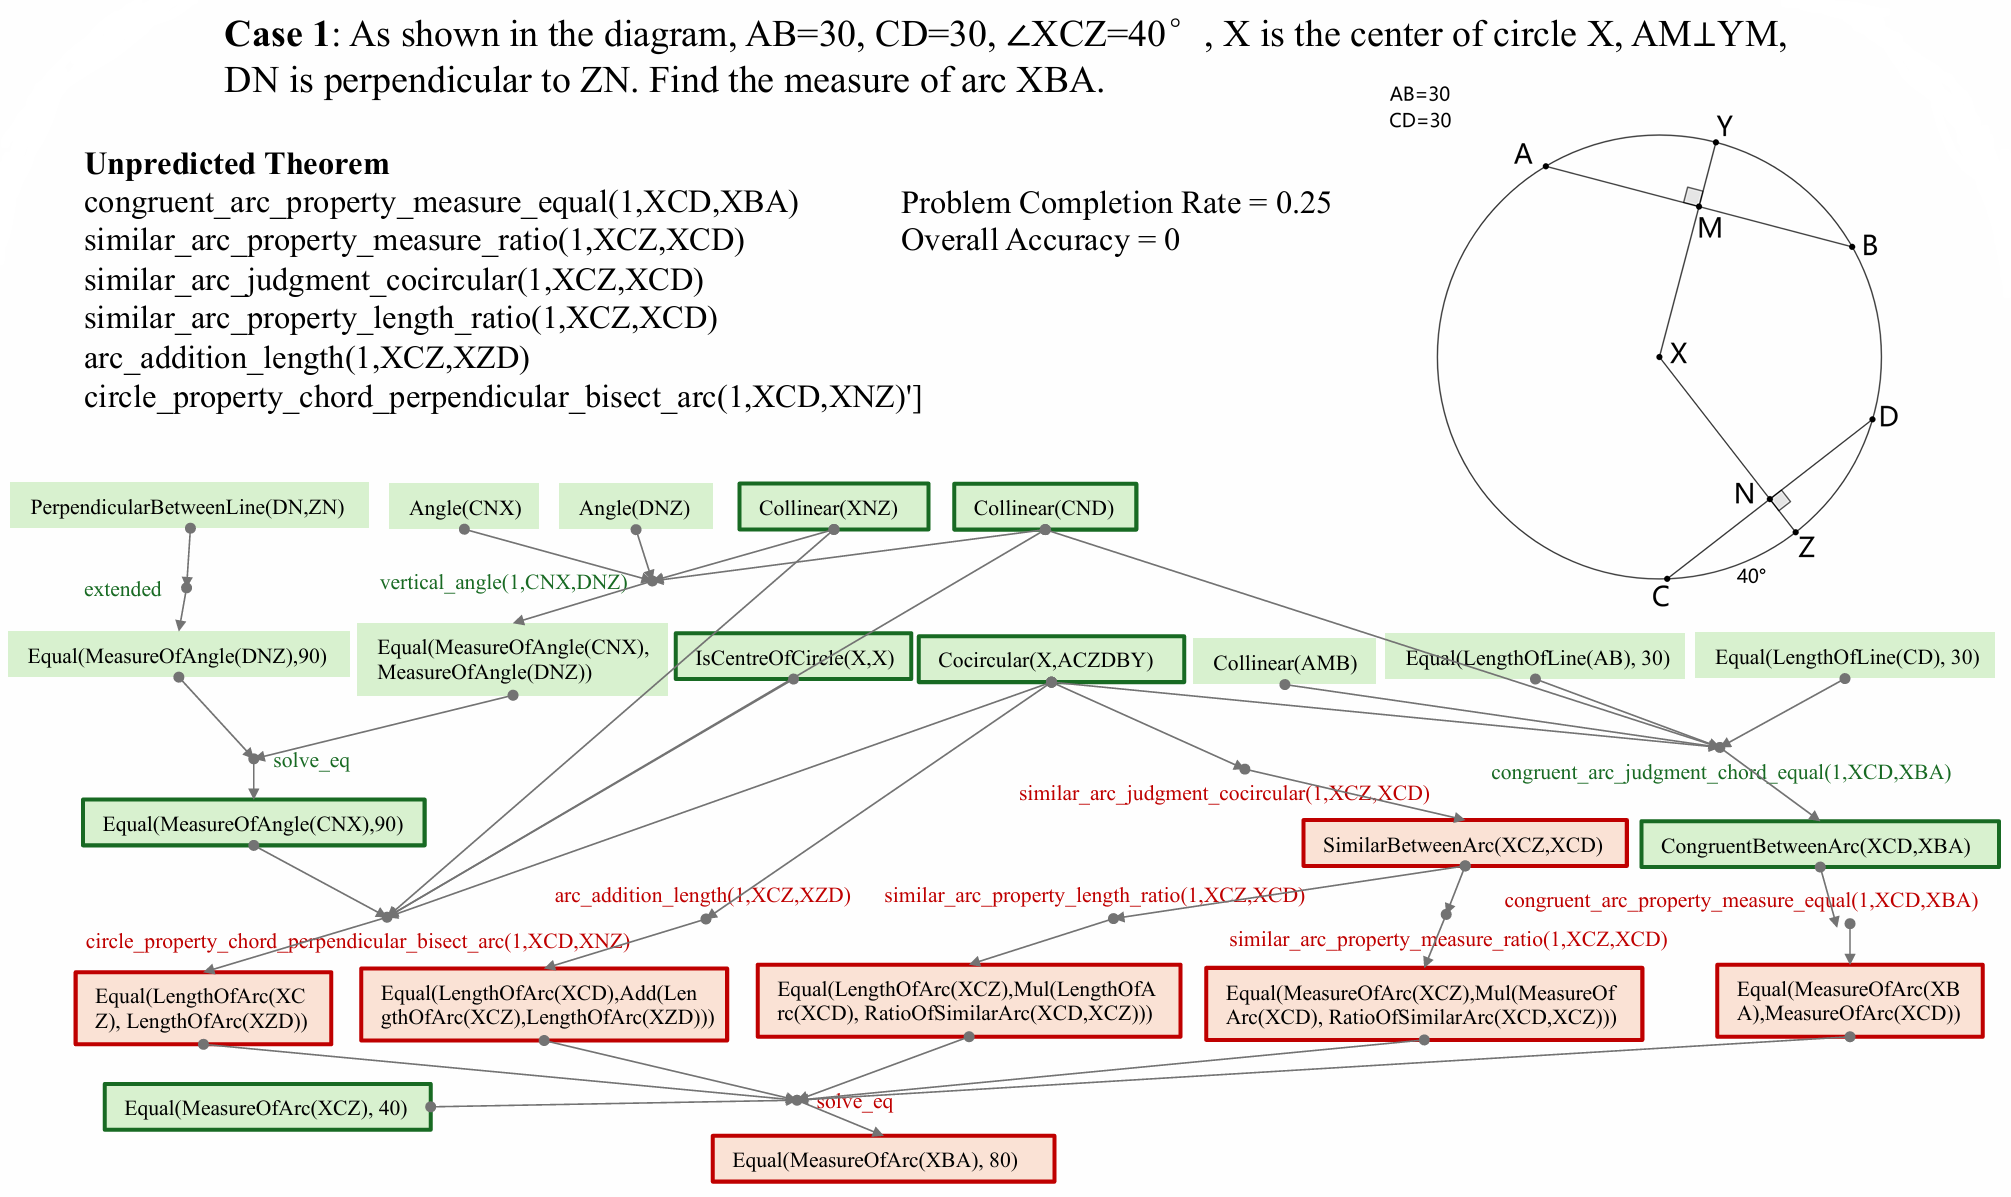 Case 1: As shown in the diagram, AB=30, CD=30, ∠XCZ=40°, X is the center of circle X, AM⊥YM,
DN is perpendicular to ZN. Find the measure of arc XBA.
AB=30
CD=30
Unpredicted Theorem
congruent_arc_property_measure_equal(1,XCD,XBA)
similar_arc_property_measure_ratio(1,XCZ,XCD)
similar_arc_judgment_cocircular(1,XCZ,XCD)
similar_arc_property_length_ratio(1,XCZ,XCD)
arc_addition_length(1,XCZ,XZD)
circle_property_chord_perpendicular_bisect_arc(1,XCD,XNZ)']
Problem Completion Rate = 0.25
Overall Accuracy = 0
A
Y
M
B
X
D
N
Z
C
40°
PerpendicularBetweenLine(DN,ZN)
Angle(CNX)
Angle(DNZ)
Collinear(XNZ)
Collinear(CND)
extended
vertical_angle(1,CNX,DNZ)
Equal(MeasureOfAngle(DNZ),90)
Equal(MeasureOfAngle(CNX),
MeasureOfAngle(DNZ))
IsCentreOfCircle(X,X)
Cocircular(X,ACZDBY)
Collinear(AMB)
Equal(LengthOfLine(AB), 30)
Equal(LengthOfLine(CD), 30)
solve_eq
congruent_arc_judgment_chord_equal(1,XCD,XBA)
similar_arc_judgment_cocircular(1,XCZ,XCD)
Equal(MeasureOfAngle(CNX),90)
SimilarBetweenArc(XCZ,XCD)
CongruentBetweenArc(XCD,XBA)
arc_addition_length(1,XCZ,XZD)
similar_arc_property_length_ratio(1,XCZ,XCD)
congruent_arc_property_measure_equal(1,XCD,XBA)
circle_property_chord_perpendicular_bisect_arc(1,XCD,XNZ)
similar_arc_property_measure_ratio(1,XCZ,XCD)
Equal(LengthOfArc(XC
Z), LengthOfArc(XZD))
Equal(LengthOfArc(XCD),Add(Len
gthOfArc(XCZ),LengthOfArc(XZD)))
Equal(LengthOfArc(XCZ),Mul(LengthOfA
rc(XCD), RatioOfSimilarArc(XCD,XCZ)))
Equal(MeasureOfArc(XCZ),Mul(MeasureOf
Arc(XCD), RatioOfSimilarArc(XCD,XCZ)))
Equal(MeasureOfArc(XB
A),MeasureOfArc(XCD))
Equal(MeasureOfArc(XCZ), 40)
solve_eq
Equal(MeasureOfArc(XBA), 80)